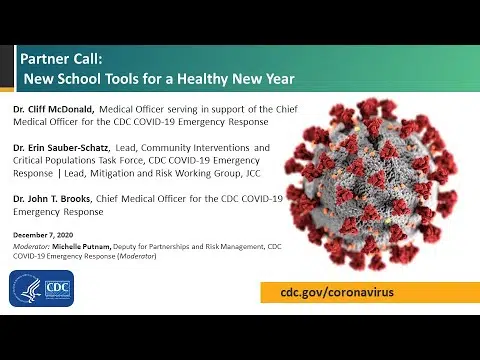 Partner Call:
New School Tools for a Healthy New Year
Dr. Cliff McDonald, Medical Officer serving in support of the Chief
Medical Officer for the CDC COVID-19 Emergency Response
Dr. Erin Sauber-Schatz, Lead, Community Interventions and
Critical Populations Task Force, CDC COVID-19 Emergency
Response | Lead, Mitigation and Risk Working Group, JCC
Dr. John T. Brooks, Chief Medical Officer for the CDC COVID-19
Emergency Response
December 7, 2020
Moderator: Michelle Putnam, Deputy for Partnerships and Risk Management, CDC
COVID-19 Emergency Response (Moderator)
CDC
cdc.gov/coronavirus